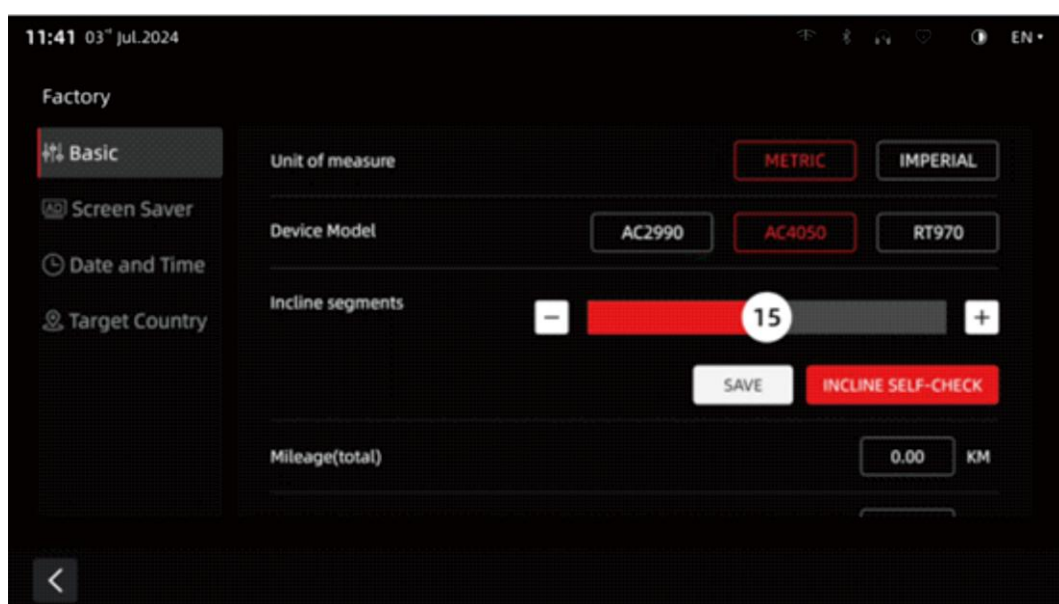 11:41 03rd Jul.2024 EN
Factory
Basic
Screen Saver
Date and Time
Target Country
Unit of measure METRIC IMPERIAL
Device Model AC2990 AC4050 RT970
Incline segments − 15 +
SAVE INCLINE SELF-CHECK
Mileage(total) 0.00 KM